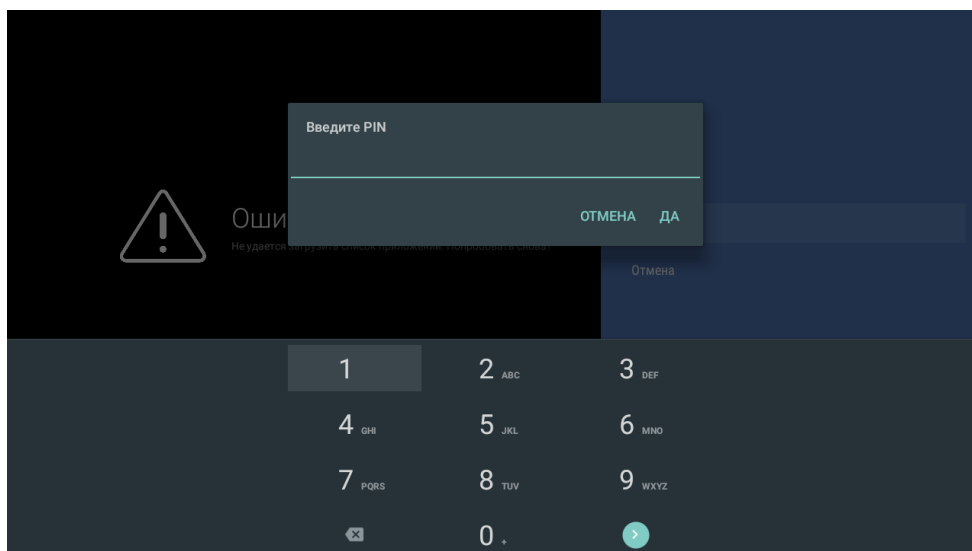 Введите PIN
Оши
ОТМЕНА ДА
Не удается загрузить список приложений. Попробовать снова?
Отмена
1
2 ABC
3 DEF
4 GHI
5 JKL
6 MNO
7 PQRS
8 TUV
9 WXYZ
0 +